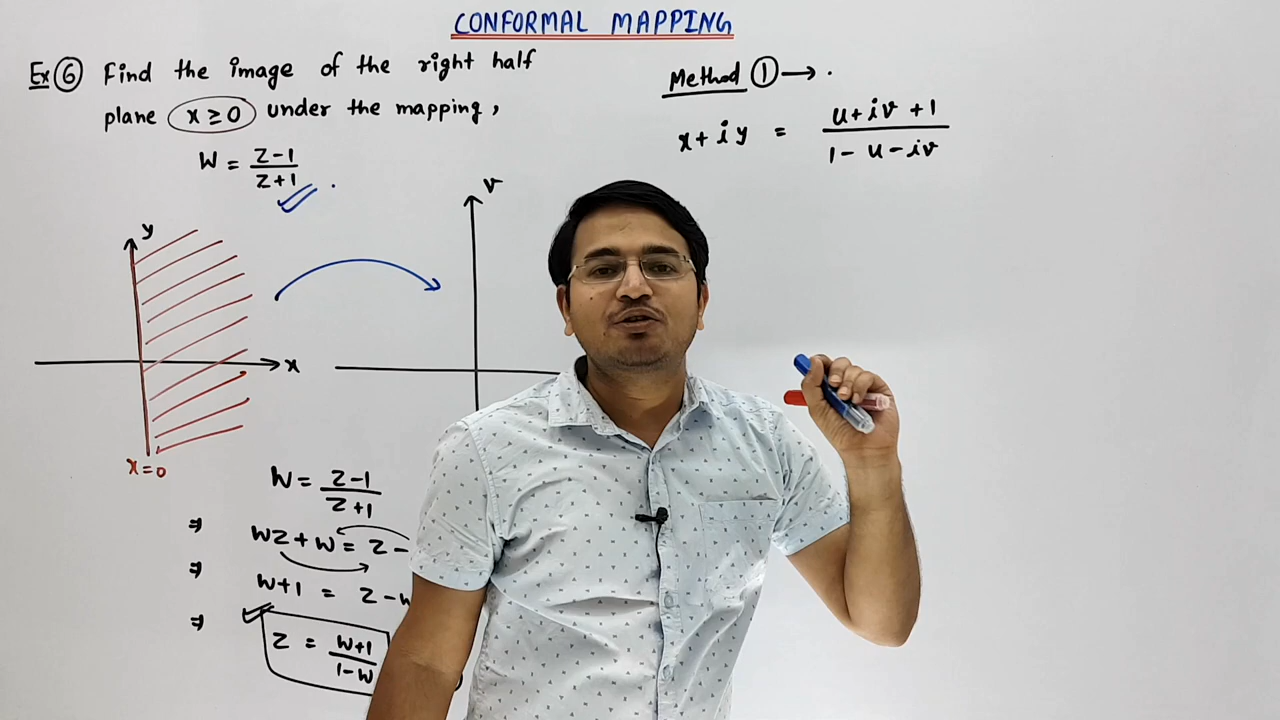 CONFORMAL MAPPING
Ex 6 Find the image of the right half
plane x ≥ 0 under the mapping,
W = Z-1 / Z+1
y
x
x=0
v
W = Z-1 / Z+1
⇒ WZ + W = Z -
⇒ W+1 = Z - W
⇒ Z = W+1 / 1-W
Method 1 → .
x + iy = u + iv + 1 / 1 - u - iv